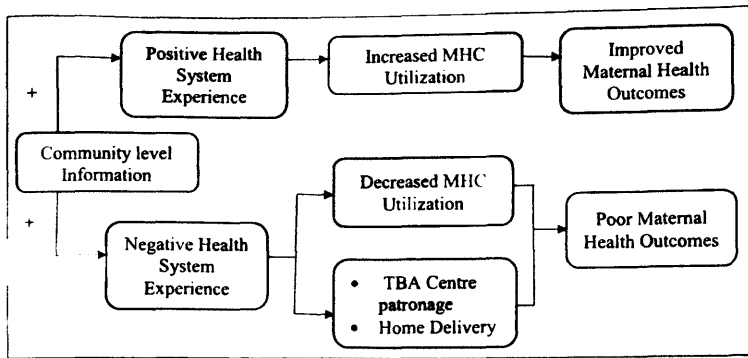 Positive Health
System
Experience
Increased MHC
Utilization
Improved
Maternal Health
Outcomes
+
Community level
Information
+
Negative Health
System
Experience
Decreased MHC
Utilization
• TBA Centre
patronage
• Home Delivery
Poor Maternal
Health Outcomes